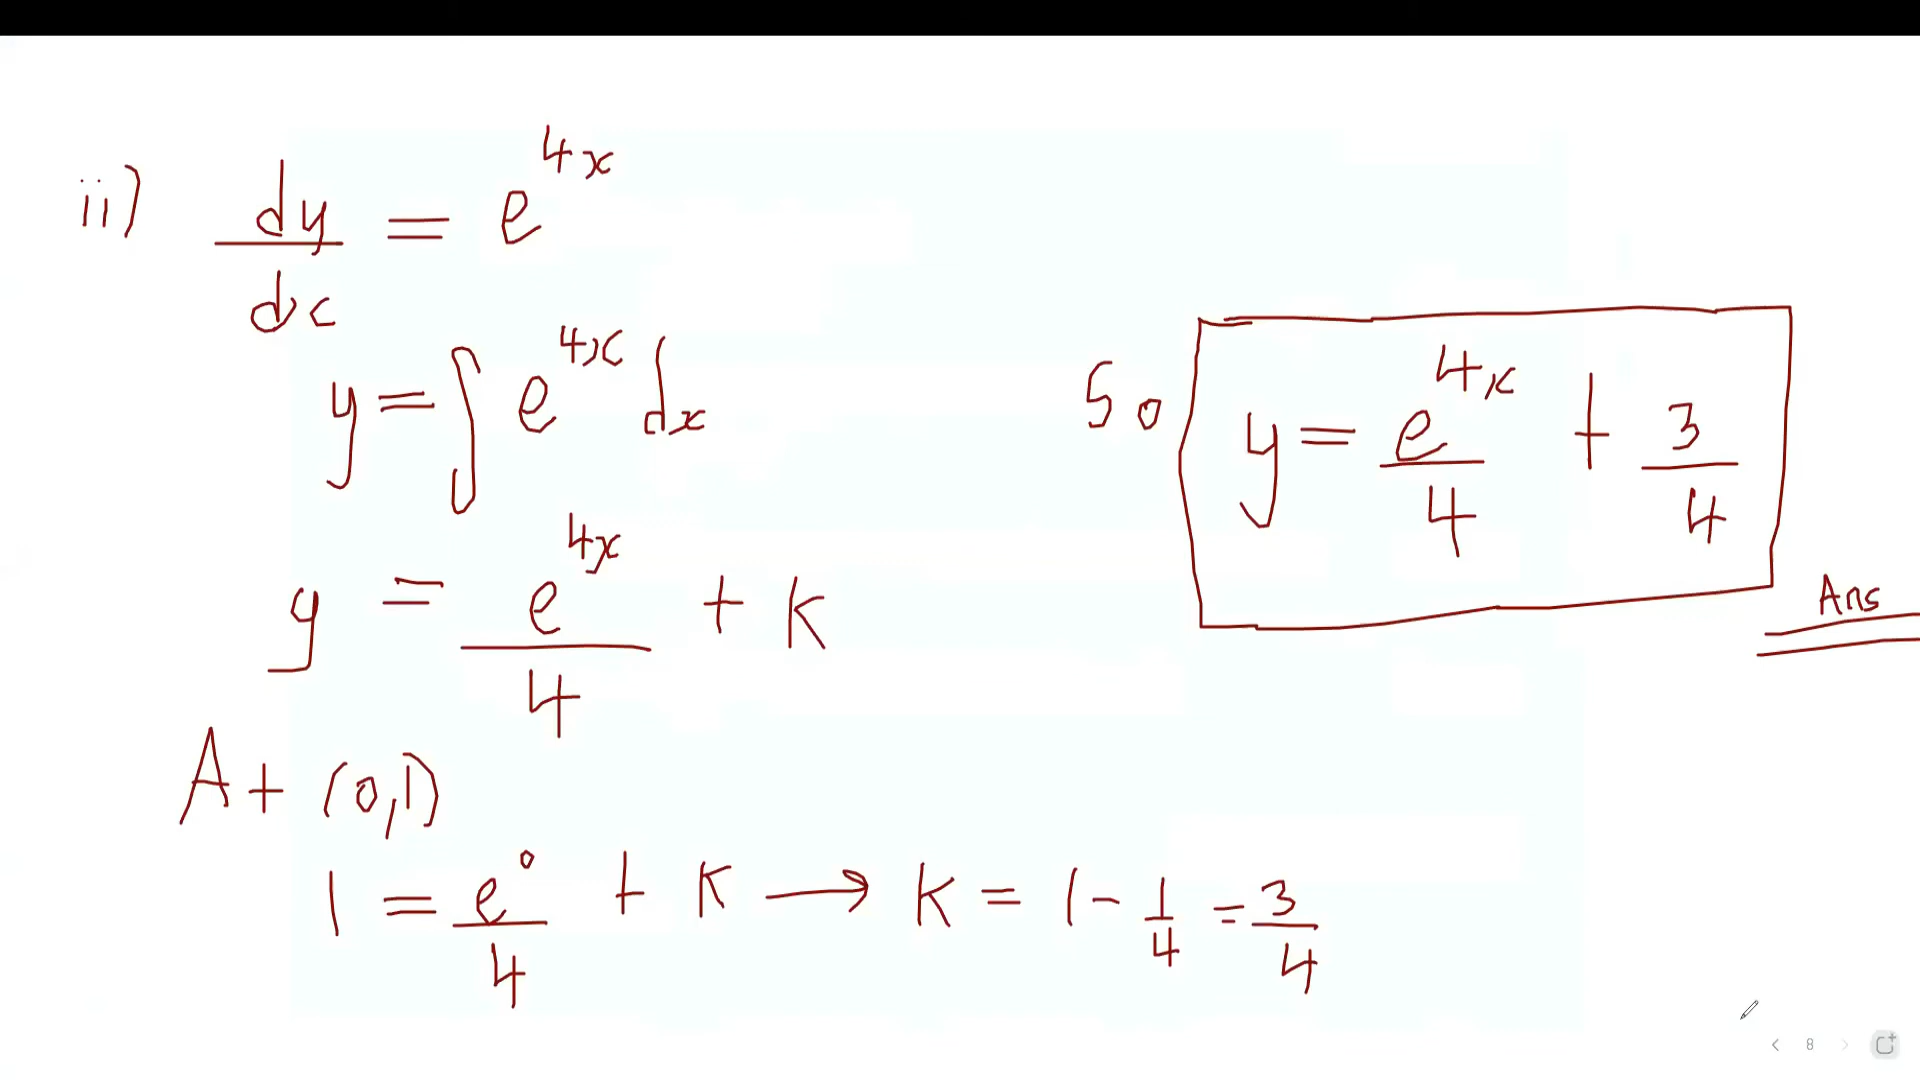 ii) dy/dx = e^4x
y = ∫ e^4x dx
y = e^4x/4 + k
At (0,1)
1 = e^0/4 + k → k = 1 - 1/4 = 3/4
So y = e^4x/4 + 3/4
Ans
8